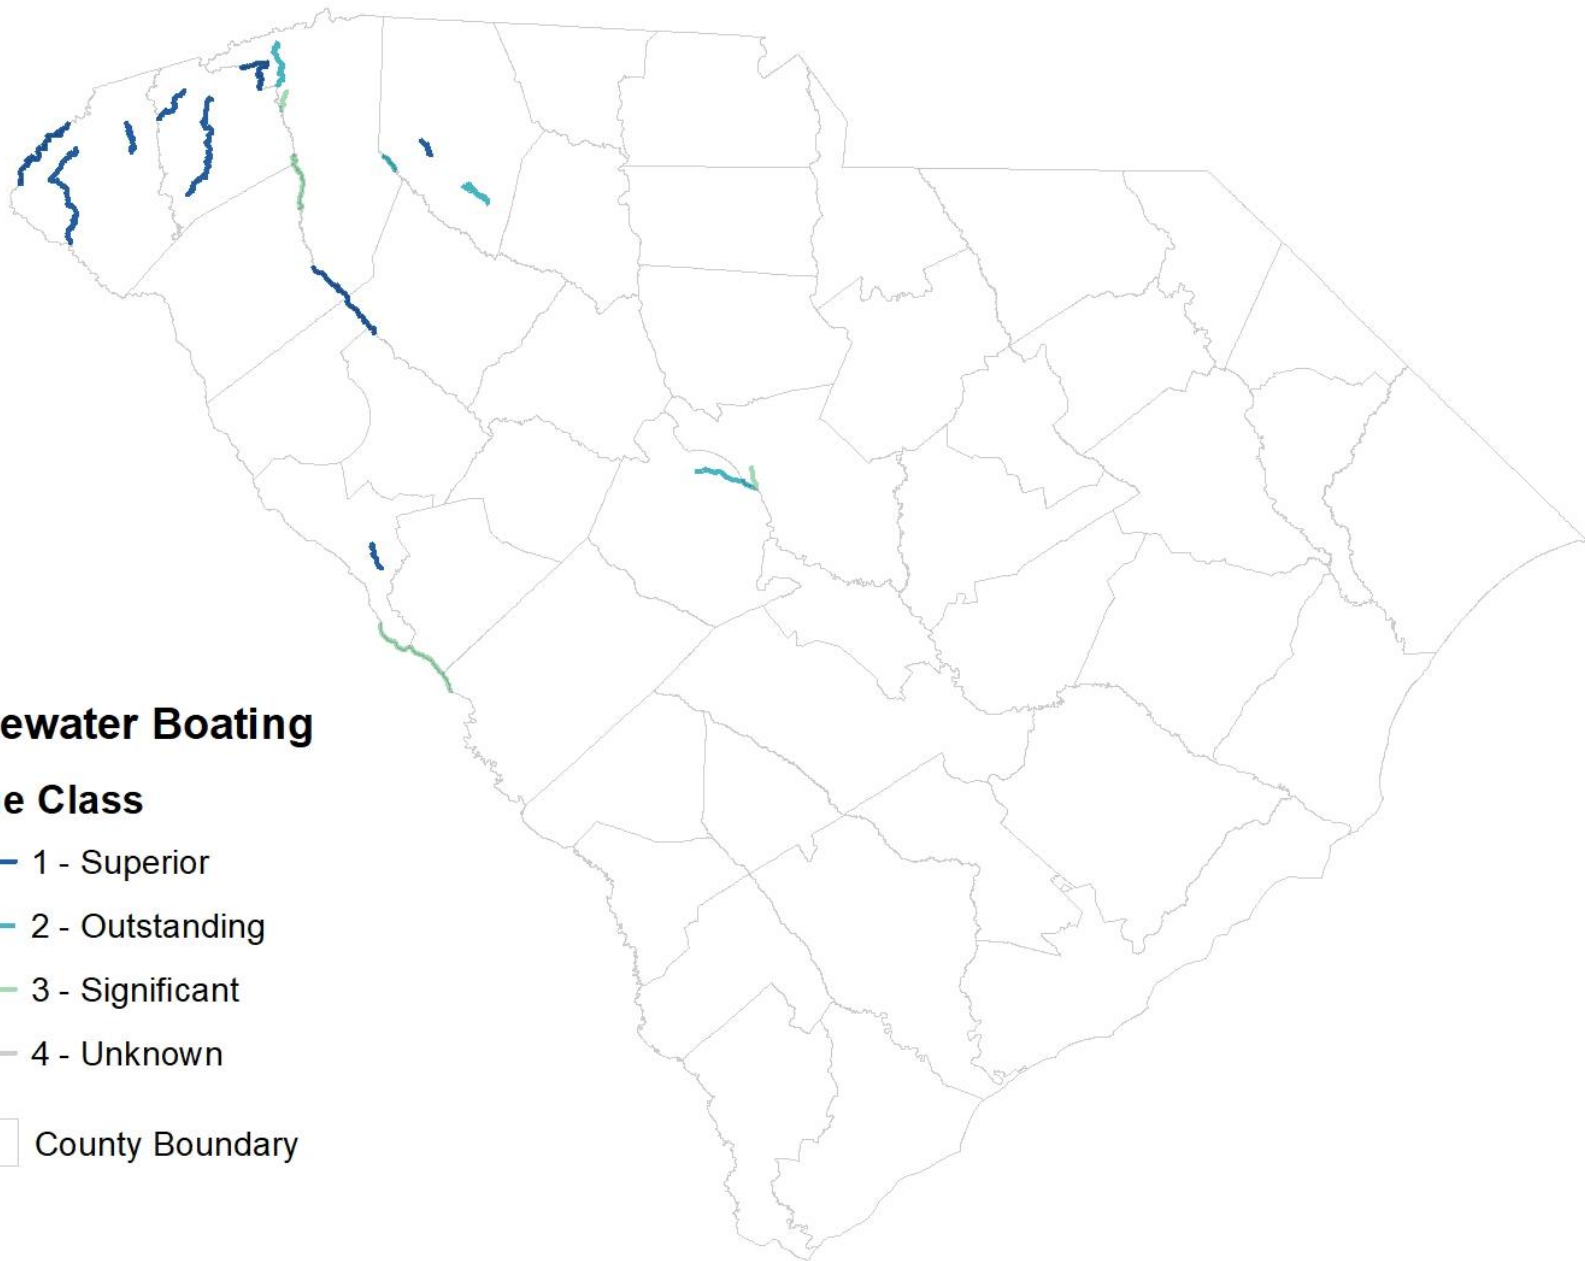 ewater Boating
e Class
1 - Superior
2 - Outstanding
3 - Significant
4 - Unknown
County Boundary